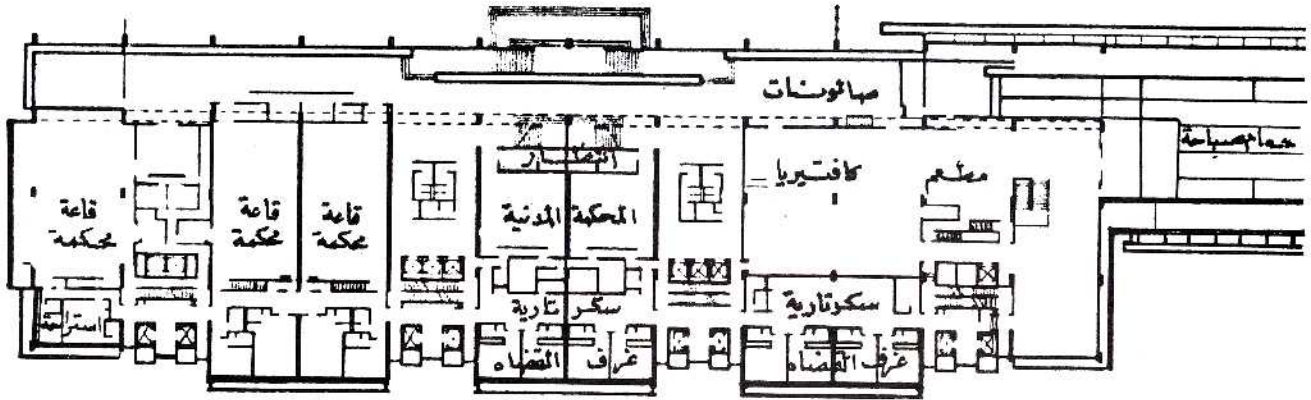 صالونات
حمام سباحة
انتظار
كافتيريا
مطعم
قاعة
محكمة
قاعة
محكمة
قاعة
محكمة
المحكمة المدنية
سكرتارية
سكرتارية
استراحة
غرف القضاه
غرف القضاه